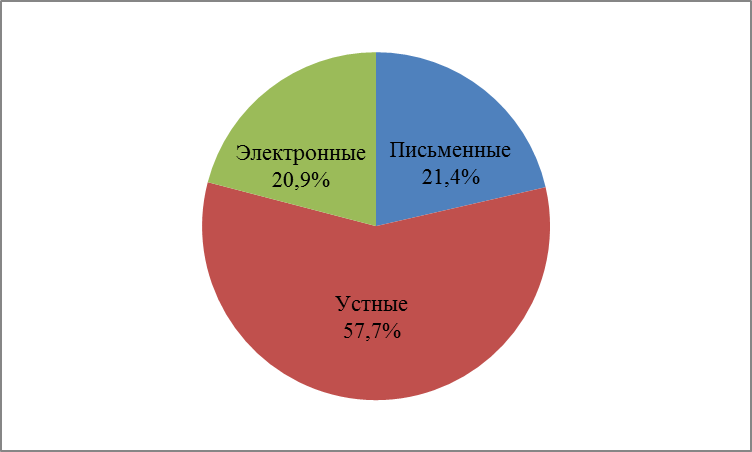 Электронные
20,9%
Письменные
21,4%
Устные
57,7%